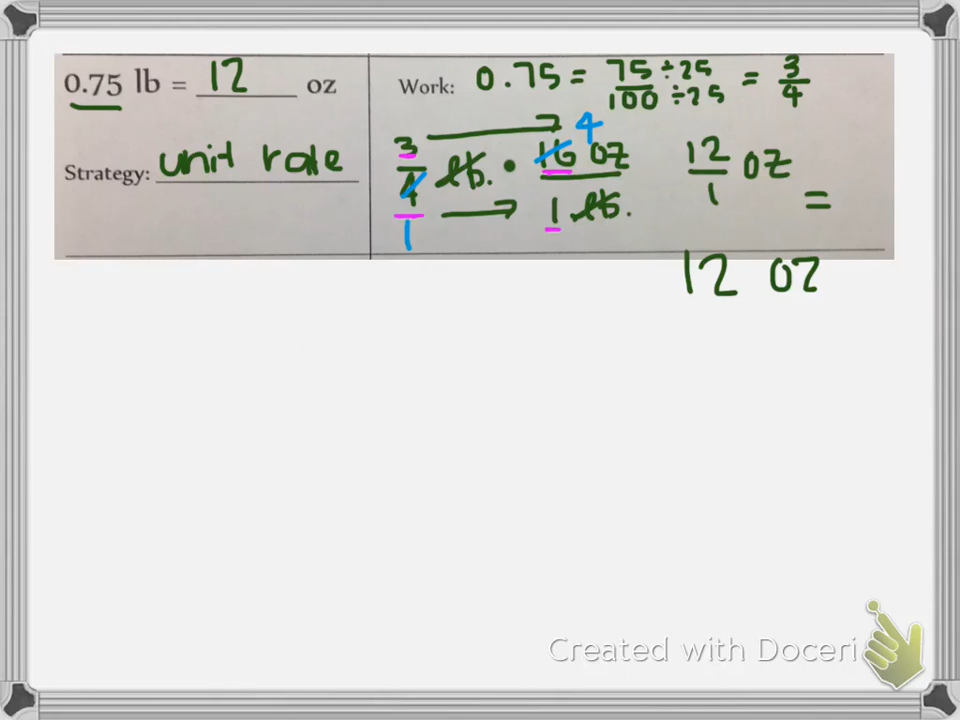 0.75 lb = 12 oz
Strategy: unit rate
Work: 0.75 = 75 ÷25 / 100 ÷25 = 3/4
3/4 lb. • 16 oz / 1 lb. 12/1 oz =
4
1
12 oz
Created with Doceri